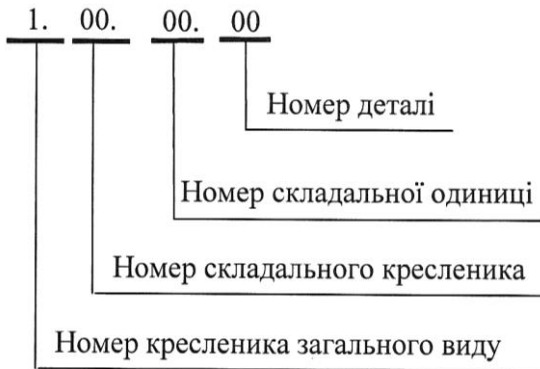 1. 00. 00. 00
Номер деталі
Номер складальної одиниці
Номер складального кресленика
Номер кресленика загального виду